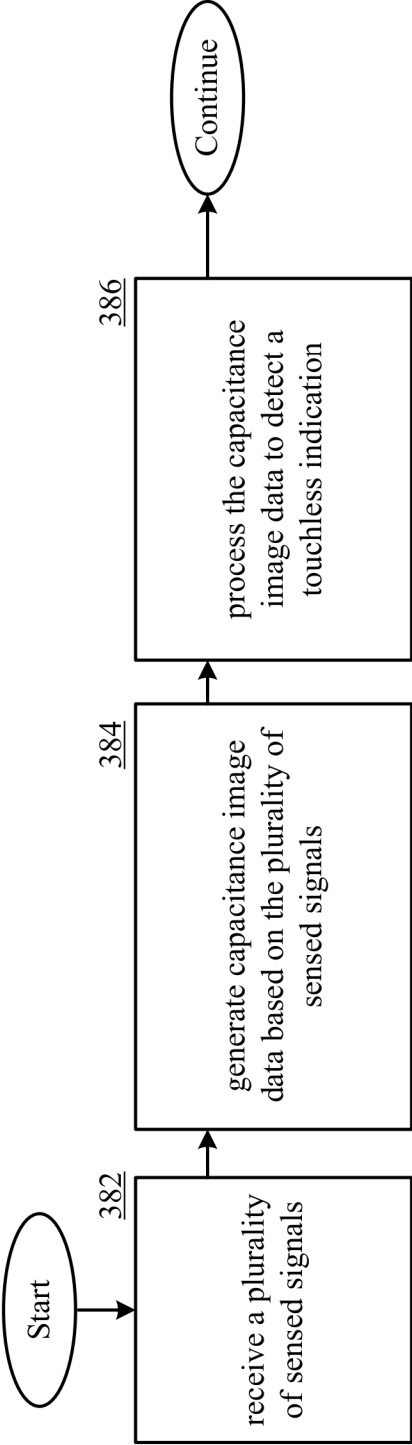 Start
382
receive a plurality
of sensed signals
384
generate capacitance image
data based on the plurality of
sensed signals
386
process the capacitance
image data to detect a
touchless indication
Continue